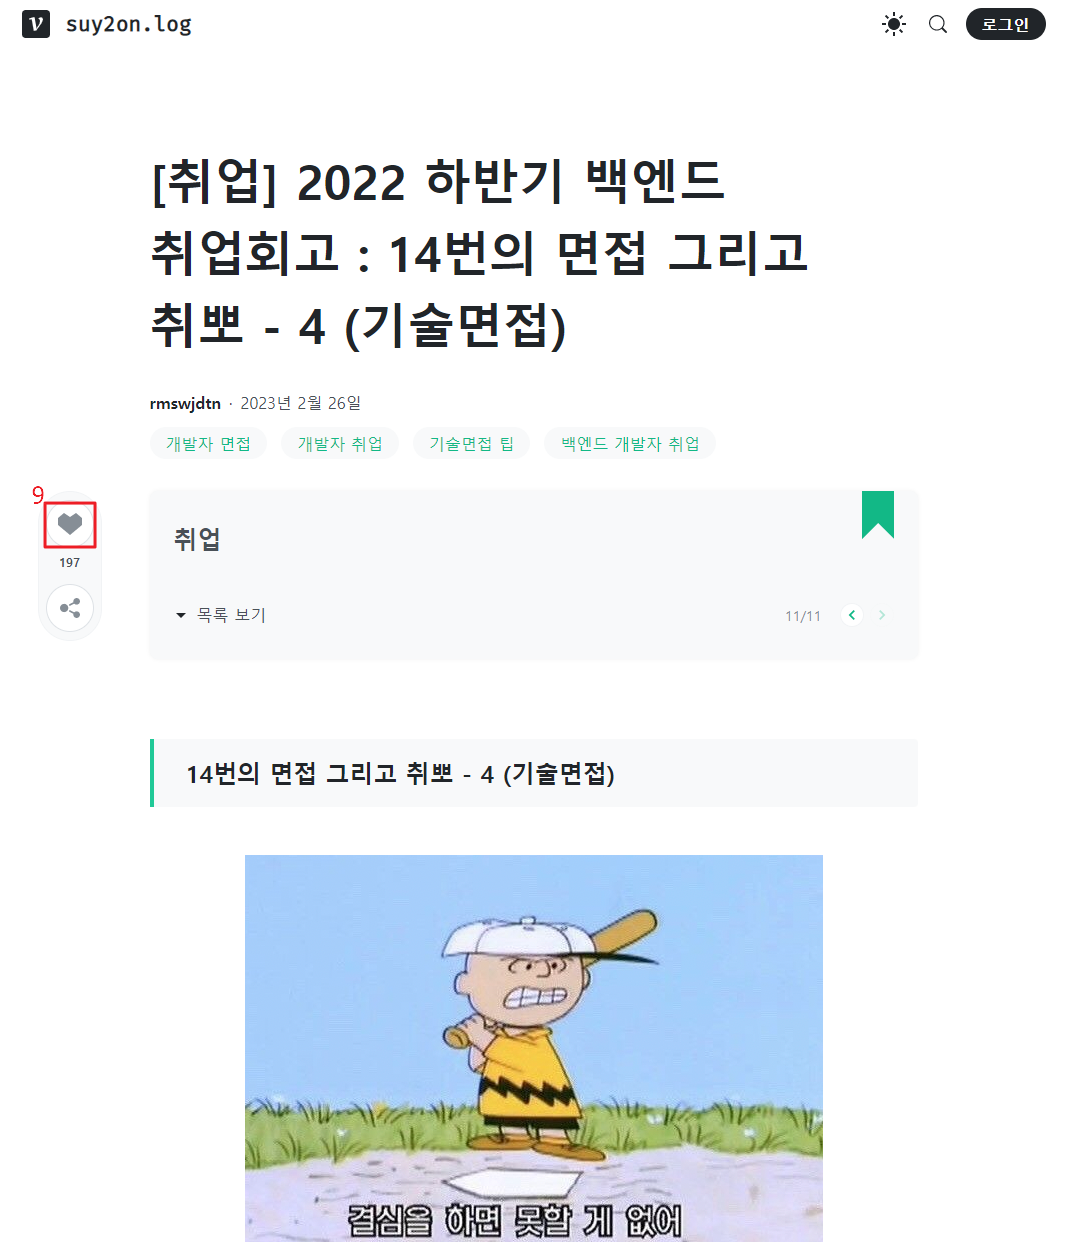 v suy2on.log 로그인
[취업] 2022 하반기 백엔드
취업회고 : 14번의 면접 그리고
취뽀 - 4 (기술면접)
rmswjdtn · 2023년 2월 26일
개발자 면접 개발자 취업 기술면접 팁 백엔드 개발자 취업
9
197
취업
목록 보기 11/11
14번의 면접 그리고 취뽀 - 4 (기술면접)
결심을 하면 못할 게 없어